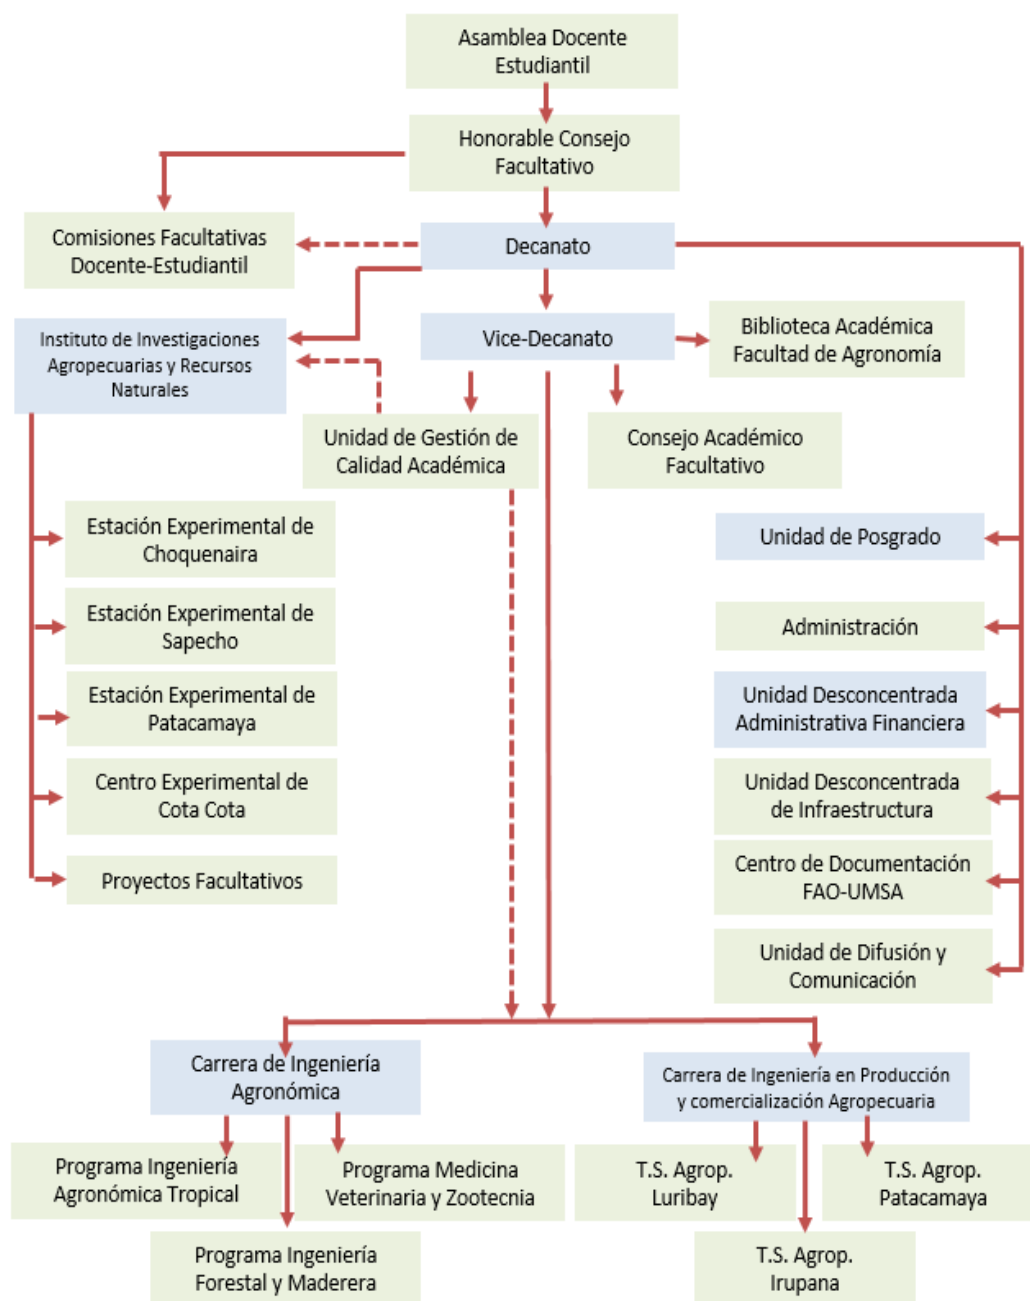 Asamblea Docente
Estudiantil
Honorable Consejo
Facultativo
Comisiones Facultativas
Docente-Estudiantil
Decanato
Instituto de Investigaciones
Agropecuarias y Recursos
Naturales
Vice-Decanato
Biblioteca Académica
Facultad de Agronomía
Unidad de Gestión de
Calidad Académica
Consejo Académico
Facultativo
Estación Experimental de
Choquenaira
Estación Experimental de
Sapecho
Estación Experimental de
Patacamaya
Centro Experimental de
Cota Cota
Proyectos Facultativos
Unidad de Posgrado
Administración
Unidad Desconcentrada
Administrativa Financiera
Unidad Desconcentrada
de Infraestructura
Centro de Documentación
FAO-UMSA
Unidad de Difusión y
Comunicación
Carrera de Ingeniería
Agronómica
Carrera de Ingeniería en Producción
y comercialización Agropecuaria
Programa Ingeniería
Agronómica Tropical
Programa Medicina
Veterinaria y Zootecnia
Programa Ingeniería
Forestal y Maderera
T.S. Agrop.
Luribay
T.S. Agrop.
Patacamaya
T.S. Agrop.
Irupana